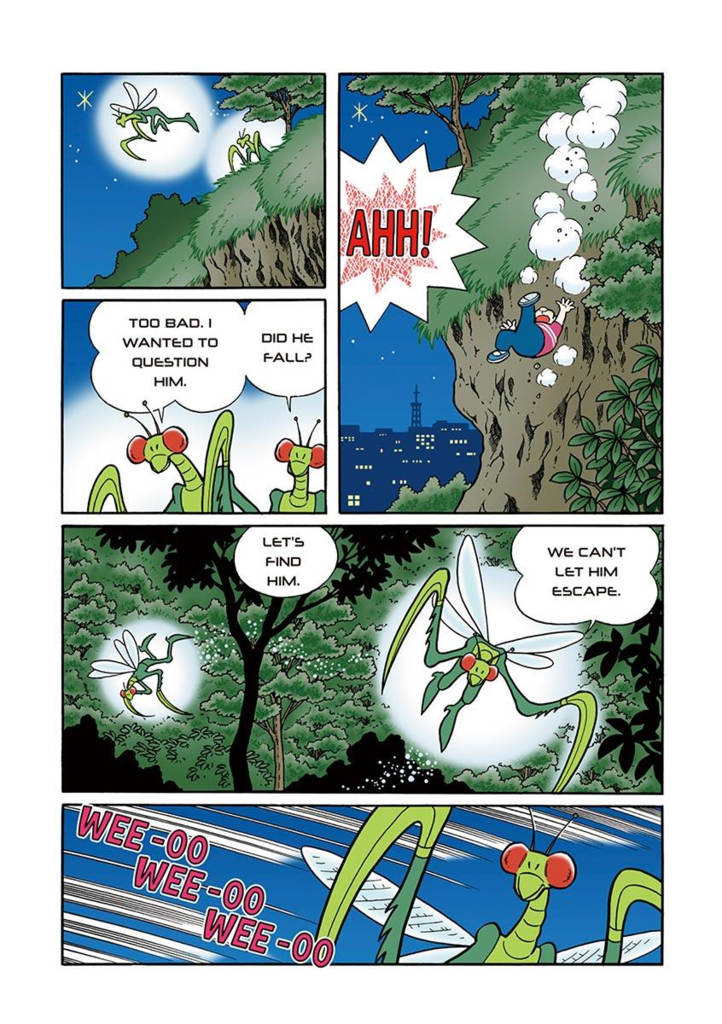 AHH!
DID HE
FALL?
TOO BAD. I
WANTED TO
QUESTION
HIM.
WE CAN'T
LET HIM
ESCAPE.
LET'S
FIND
HIM.
WEE-OO
WEE-OO
WEE-OO